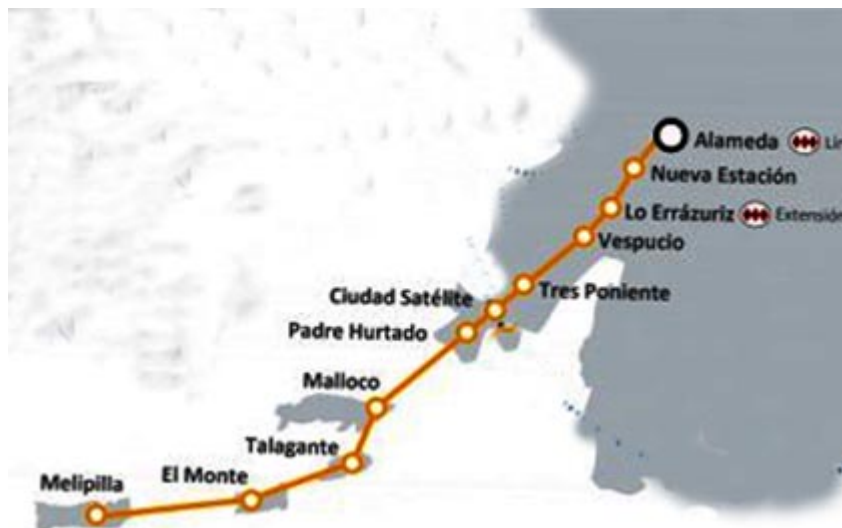 Alameda
Nueva Estación
Lo Errázuriz Extensión
Vespucio
Ciudad Satélite
Tres Poniente
Padre Hurtado
Malloco
Talagante
El Monte
Melipilla